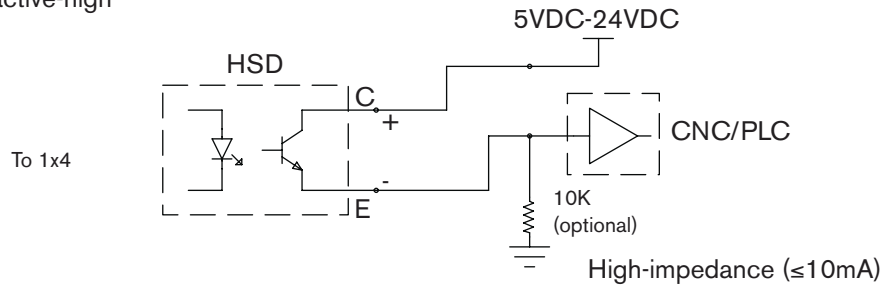 active-high
5VDC-24VDC
HSD
C
+
CNC/PLC
To 1x4
-
E
10K
(optional)
High-impedance (≤10mA)